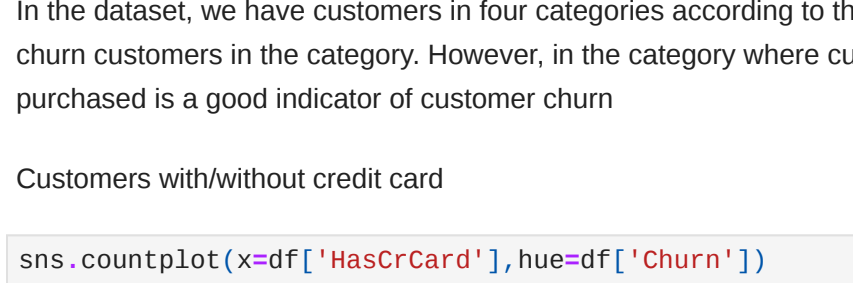 In the dataset, we have customers in four categories according to th
churn customers in the category. However, in the category where cu
purchased is a good indicator of customer churn
Customers with/without credit card
sns.countplot(x=df['HasCrCard'],hue=df['Churn'])